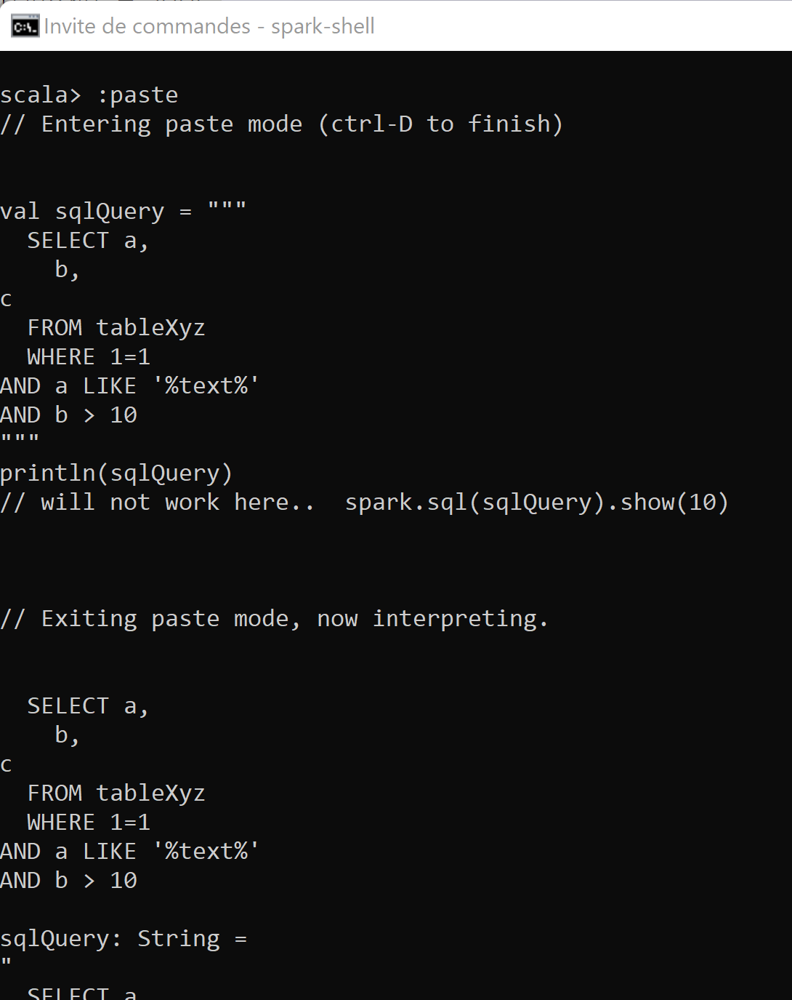 Invite de commandes - spark-shell
scala> :paste
// Entering paste mode (ctrl-D to finish)
val sqlQuery = """
  SELECT a,
    b,
c
  FROM tableXyz
  WHERE 1=1
AND a LIKE '%text%'
AND b > 10
"""
println(sqlQuery)
// will not work here..  spark.sql(sqlQuery).show(10)
// Exiting paste mode, now interpreting.
  SELECT a,
    b,
c
  FROM tableXyz
  WHERE 1=1
AND a LIKE '%text%'
AND b > 10
sqlQuery: String =
"
  SELECT a